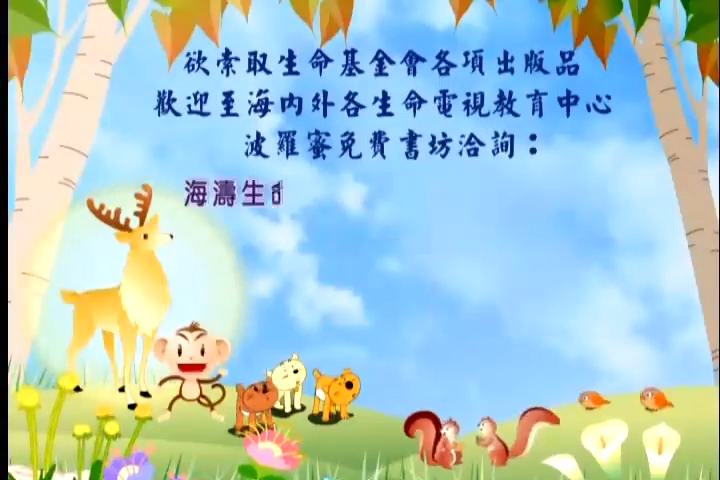 欲索取生命基金會各項出版品
歡迎至海內外各生命電視教育中心
波羅蜜免費書坊洽詢：
海濤生